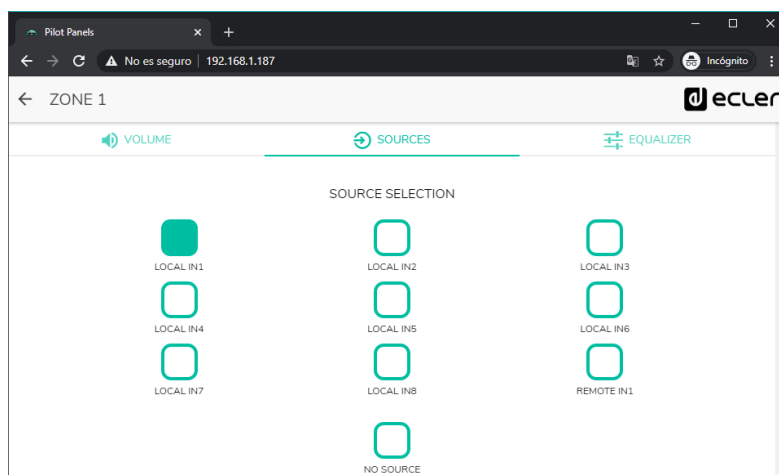 Pilot Panels
No es seguro | 192.168.1.187
Incógnito
ZONE 1
ecler
VOLUME
SOURCES
EQUALIZER
SOURCE SELECTION
LOCAL IN1
LOCAL IN2
LOCAL IN3
LOCAL IN4
LOCAL IN5
LOCAL IN6
LOCAL IN7
LOCAL IN8
REMOTE IN1
NO SOURCE